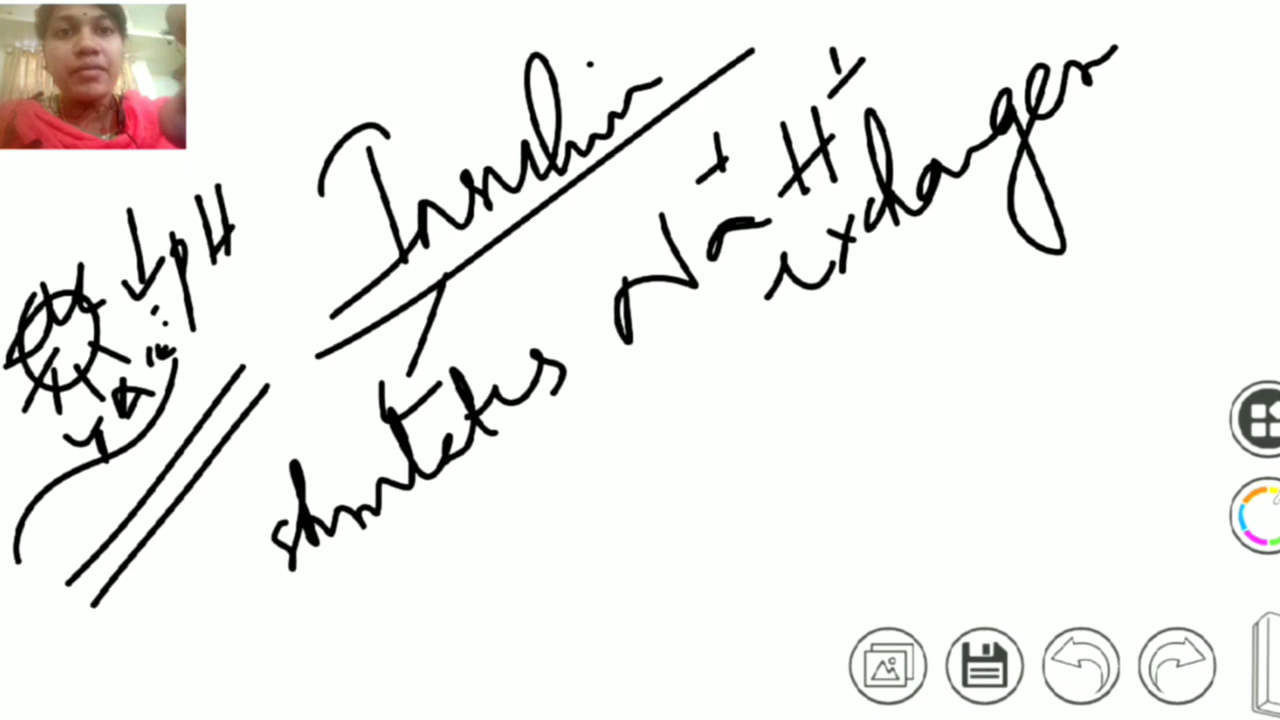 Insulin
stimulates Na+ H+
exchanger
↓pH